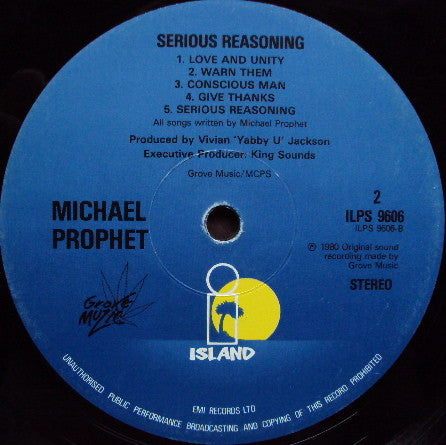 SERIOUS REASONING
1. LOVE AND UNITY
2. WARN THEM
3. CONSCIOUS MAN
4. GIVE THANKS
5. SERIOUS REASONING
All songs written by Michael Prophet
Produced by Vivian 'Yabby U' Jackson
Executive Producer: King Sounds
Grove Music/MCPS
MICHAEL
PROPHET
2
ILPS 9606
ILPS 9606-B
℗ 1980 Original sound
recording made by
Grove Music
STEREO
GROVE
MUZIC
i
ISLAND
EMI RECORDS LTD
UNAUTHORISED PUBLIC PERFORMANCE BROADCASTING AND COPYING OF THIS RECORD PROHIBITED